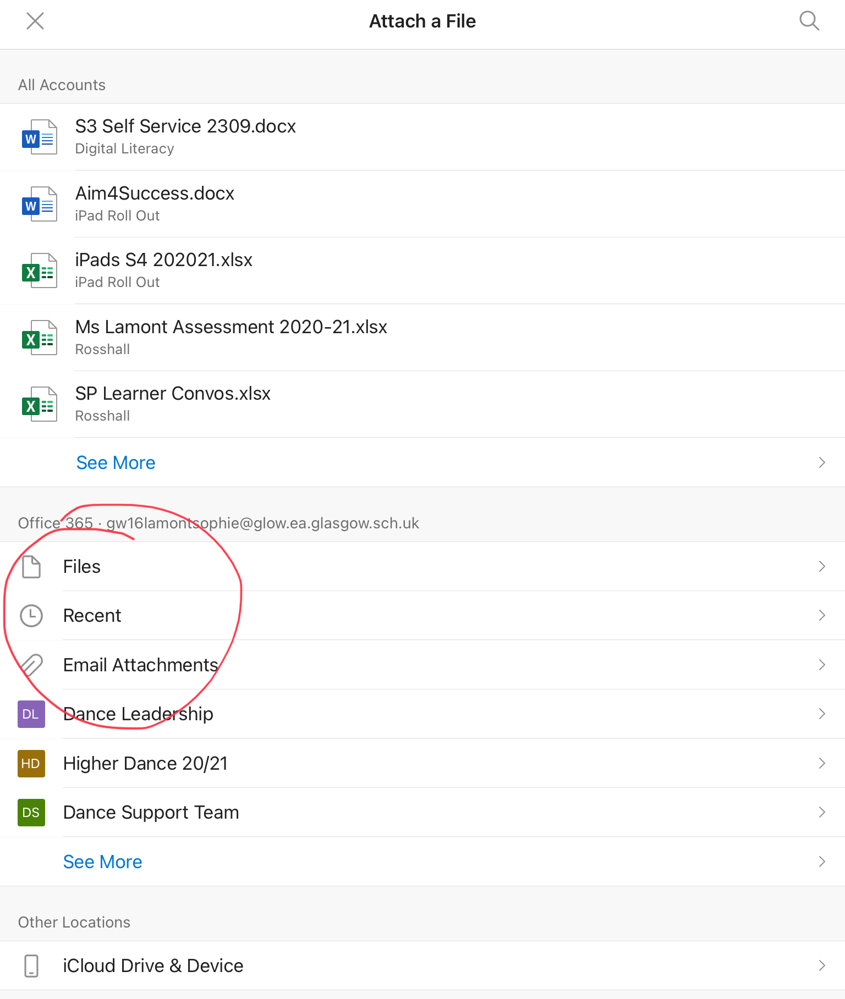 Attach a File
All Accounts
W
S3 Self Service 2309.docx
Digital Literacy
W
Aim4Success.docx
iPad Roll Out
X
iPads S4 202021.xlsx
iPad Roll Out
X
Ms Lamont Assessment 2020-21.xlsx
Rosshall
X
SP Learner Convos.xlsx
Rosshall
See More
Office 365 · gw16lamontsophie@glow.ea.glasgow.sch.uk
Files
Recent
Email Attachments
DL Dance Leadership
HD Higher Dance 20/21
DS Dance Support Team
See More
Other Locations
iCloud Drive & Device